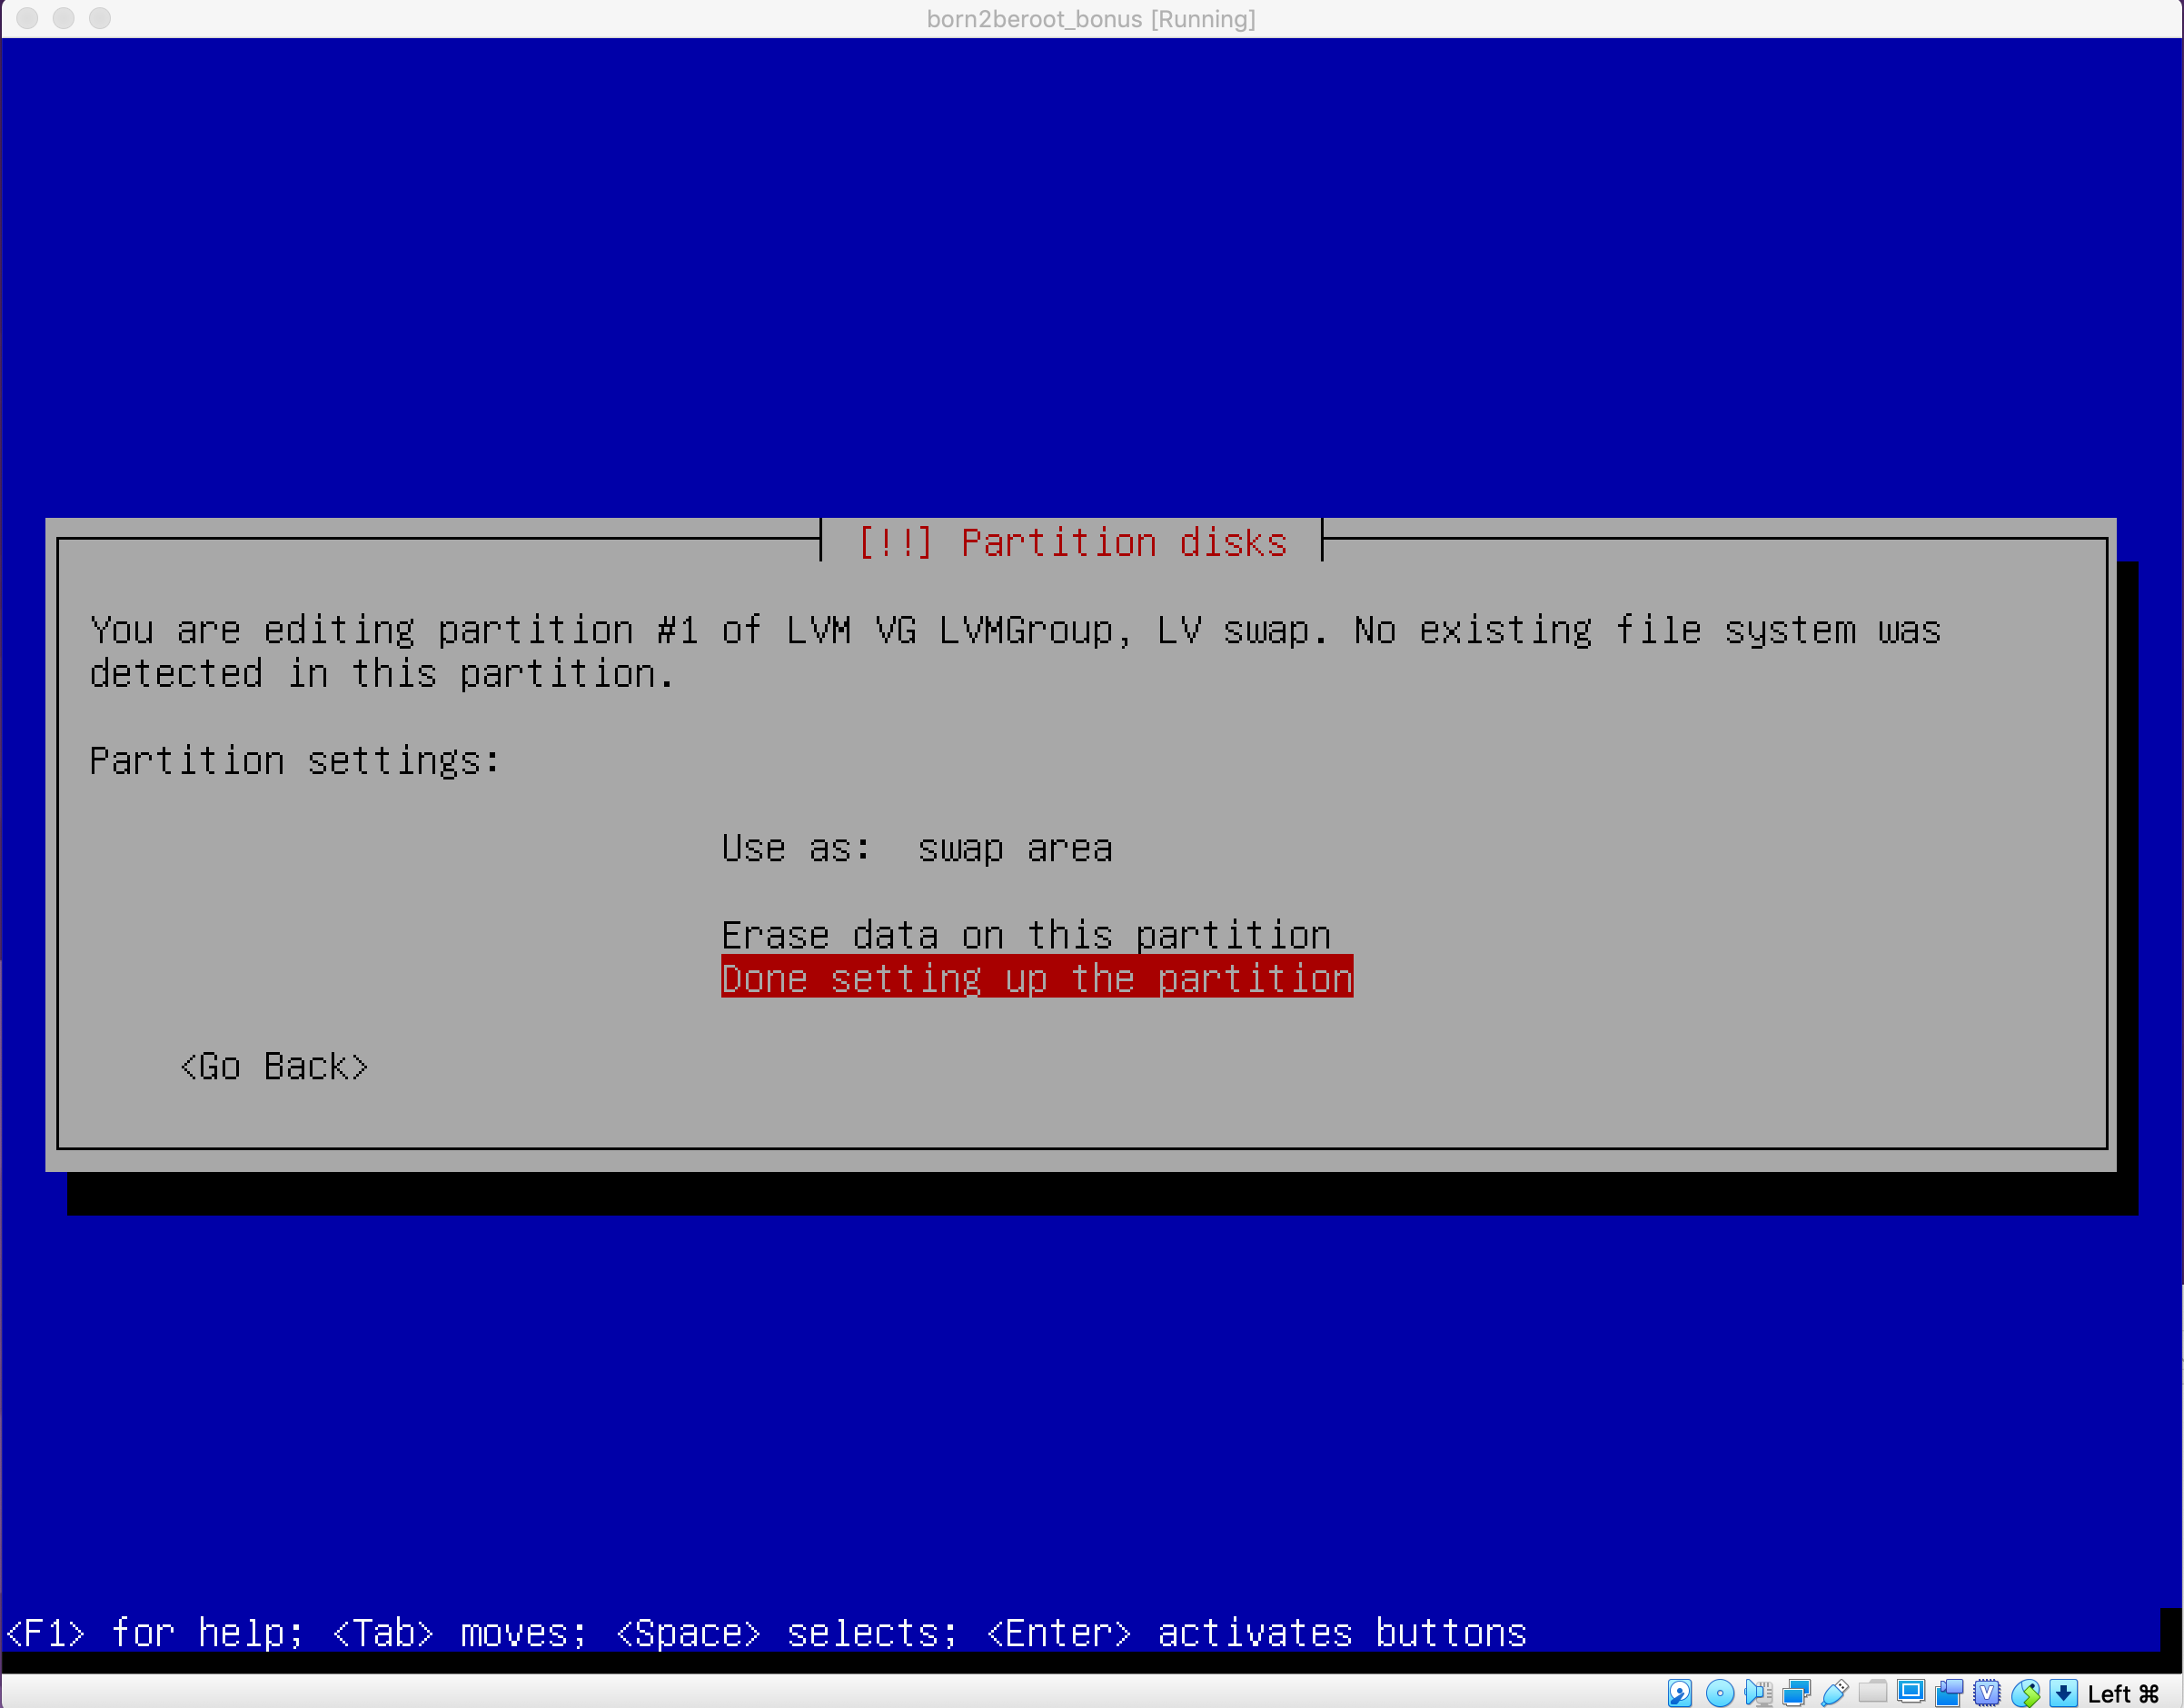 born2beroot_bonus [Running]
[!!] Partition disks
You are editing partition #1 of LVM VG LVMGroup, LV swap. No existing file system was
detected in this partition.
Partition settings:
Use as: swap area
Erase data on this partition
Done setting up the partition
<Go Back>
<F1> for help; <Tab> moves; <Space> selects; <Enter> activates buttons
Left ⌘